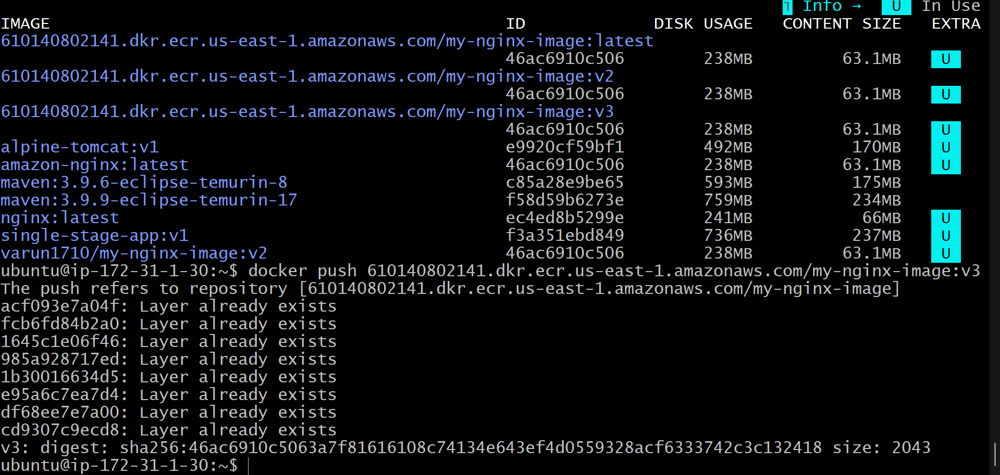 i Info → U In Use
IMAGE ID DISK USAGE CONTENT SIZE EXTRA
610140802141.dkr.ecr.us-east-1.amazonaws.com/my-nginx-image:latest
46ac6910c506 238MB 63.1MB U
610140802141.dkr.ecr.us-east-1.amazonaws.com/my-nginx-image:v2
46ac6910c506 238MB 63.1MB U
610140802141.dkr.ecr.us-east-1.amazonaws.com/my-nginx-image:v3
46ac6910c506 238MB 63.1MB U
alpine-tomcat:v1 e9920cf59bf1 492MB 170MB U
amazon-nginx:latest 46ac6910c506 238MB 63.1MB U
maven:3.9.6-eclipse-temurin-8 c85a28e9be65 593MB 175MB
maven:3.9.9-eclipse-temurin-17 f58d59b6273e 759MB 234MB
nginx:latest ec4ed8b5299e 241MB 66MB U
single-stage-app:v1 f3a351ebd849 736MB 237MB U
varun1710/my-nginx-image:v2 46ac6910c506 238MB 63.1MB U
ubuntu@ip-172-31-1-30:~$ docker push 610140802141.dkr.ecr.us-east-1.amazonaws.com/my-nginx-image:v3
The push refers to repository [610140802141.dkr.ecr.us-east-1.amazonaws.com/my-nginx-image]
acf093e7a04f: Layer already exists
fcb6fd84b2a0: Layer already exists
1645c1e06f46: Layer already exists
985a928717ed: Layer already exists
1b30016634d5: Layer already exists
e95a6c7ea7d4: Layer already exists
df68ee7e7a00: Layer already exists
cd9307c9ecd8: Layer already exists
v3: digest: sha256:46ac6910c5063a7f81616108c74134e643ef4d0559328acf6333742c3c132418 size: 2043
ubuntu@ip-172-31-1-30:~$